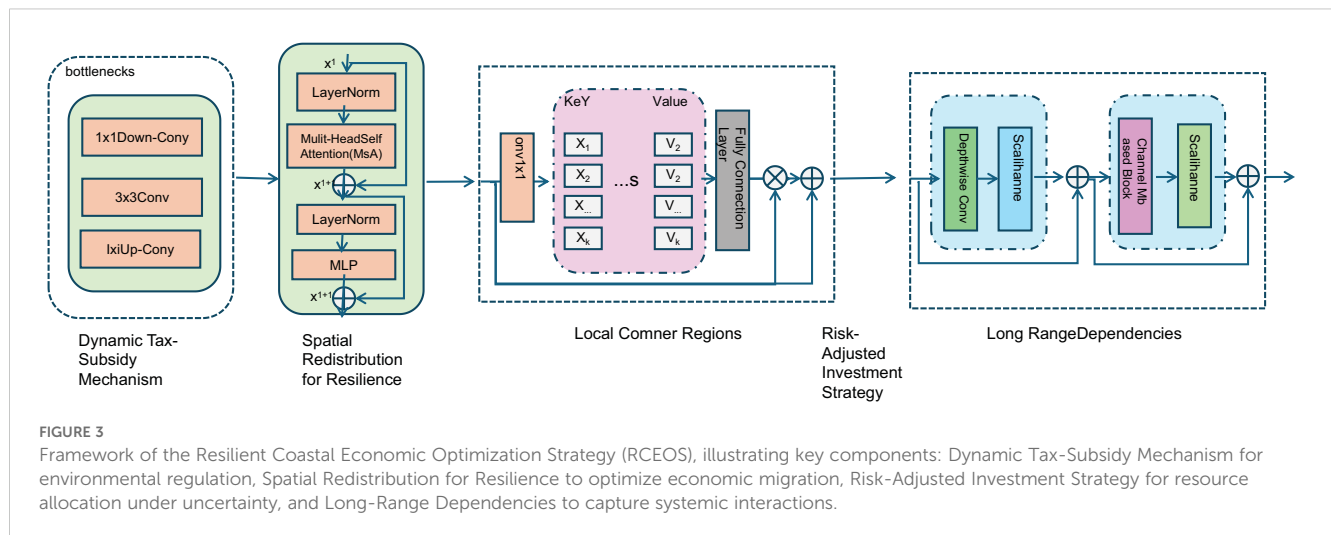 bottlenecks
1x1Down-Cony
3x3Conv
IxiUp-Cony
Dynamic Tax-
Subsidy
Mechanism
x¹
LayerNorm
Mulit-HeadSelf
Attention(MsA)
x¹⁺
LayerNorm
MLP
x¹⁺¹
Spatial
Redistribution
for Resilience
onv1x1
KeY
Value
X₁
V₂
X₂
...s
V₂
X...
V...
Xₖ
Vₖ
Fully Connection
Layer
Local Comner Regions
Risk-
Adjusted
Investment
Strategy
Depthwise Conv
Scalihanne
Channel Mb
ased Block
Scallihanne
Long RangeDependencies
FIGURE 3
Framework of the Resilient Coastal Economic Optimization Strategy (RCEOS), illustrating key components: Dynamic Tax-Subsidy Mechanism for
environmental regulation, Spatial Redistribution for Resilience to optimize economic migration, Risk-Adjusted Investment Strategy for resource
allocation under uncertainty, and Long-Range Dependencies to capture systemic interactions.